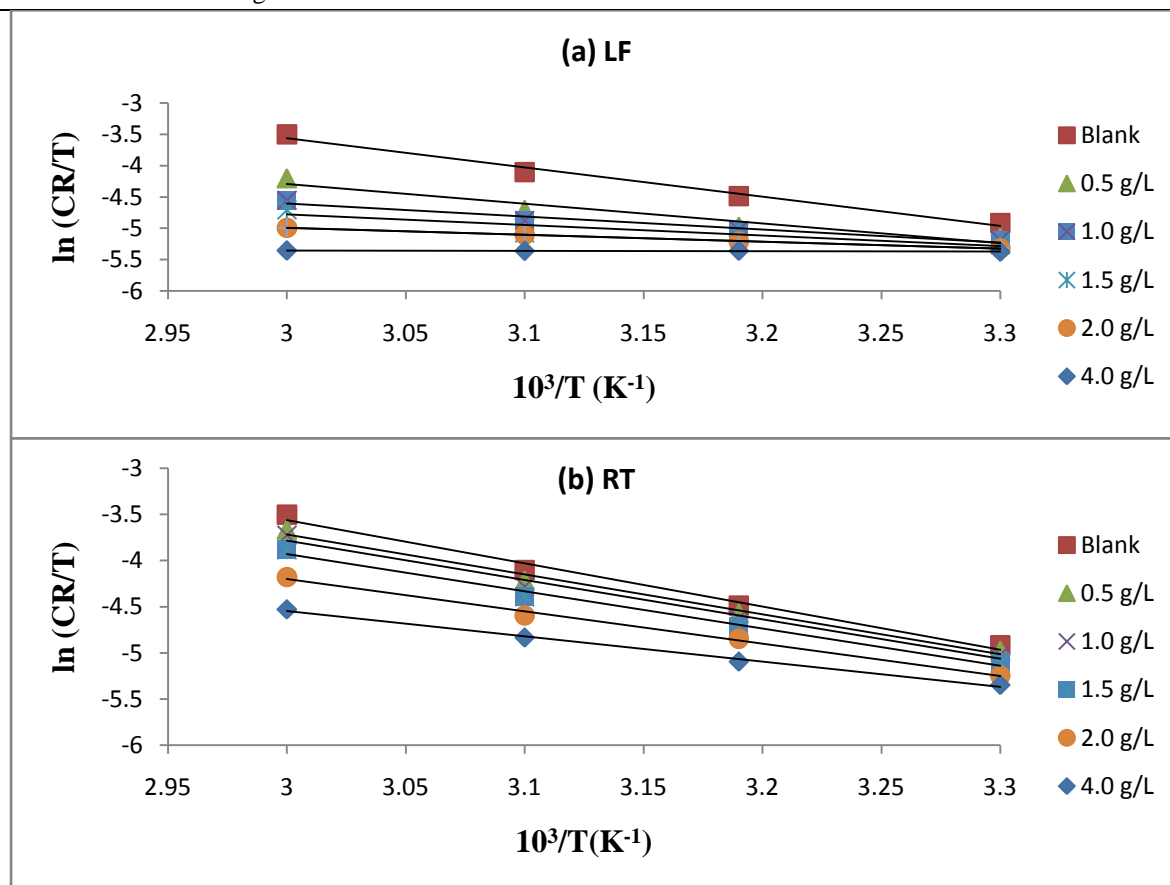 (a) LF
ln (CR/T)
-3
-3.5
-4
-4.5
-5
-5.5
-6
2.95 3 3.05 3.1 3.15 3.2 3.25 3.3
10³/T (K⁻¹)
Blank
0.5 g/L
1.0 g/L
1.5 g/L
2.0 g/L
4.0 g/L
(b) RT
ln (CR/T)
-3
-3.5
-4
-4.5
-5
-5.5
-6
2.95 3 3.05 3.1 3.15 3.2 3.25 3.3
10³/T(K⁻¹)
Blank
0.5 g/L
1.0 g/L
1.5 g/L
2.0 g/L
4.0 g/L